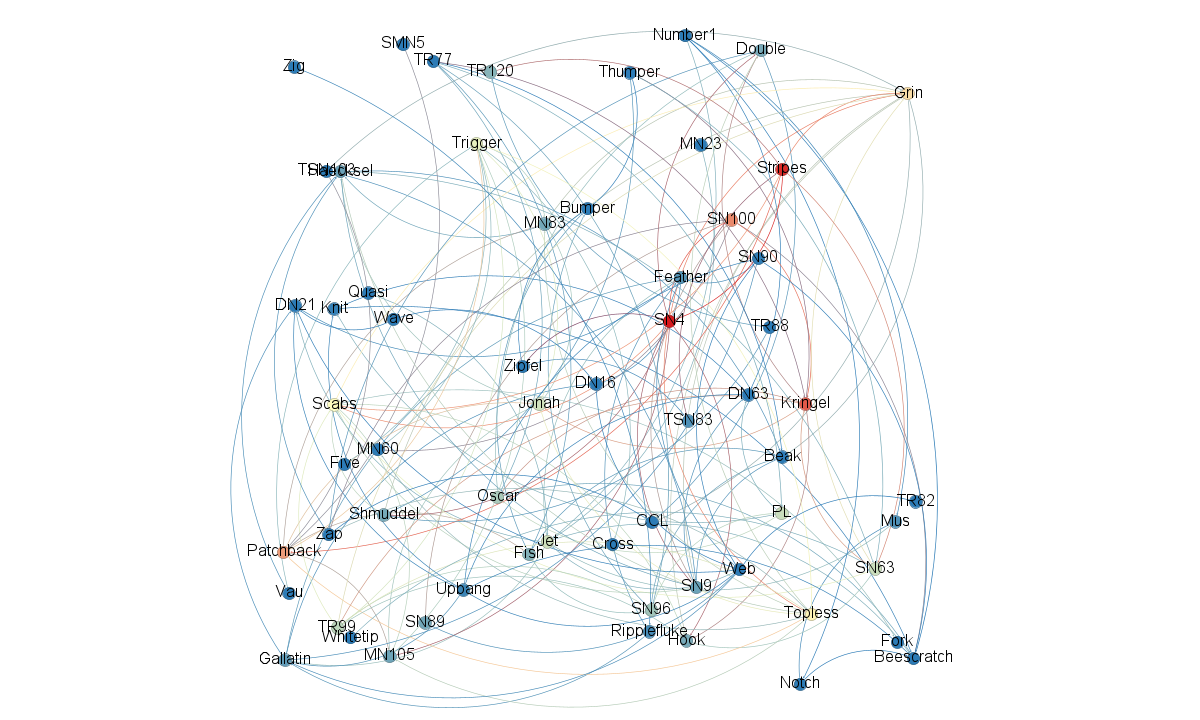 Number1
SMN5
Double
TR77
Zig
TR120
Thumper
Grin
Trigger
MN23
TSN103
Haecksel
Stripes
Bumper
MN83
SN100
SN90
Feather
Quasi
DN21
Knit
Wave
SN4
TR88
Zipfel
DN16
DN63
Scabs
Jonah
Kringel
TSN83
MN60
Five
Beak
Oscar
TR82
Shmuddel
PL
CCL
Mus
Zap
Jet
Cross
Patchback
Fish
Web
SN63
Vau
Upbang
SN9
SN96
Topless
TR99
SN89
Whitetip
Ripplefluke
Hook
Fork
Gallatin
MN105
Beescratch
Notch